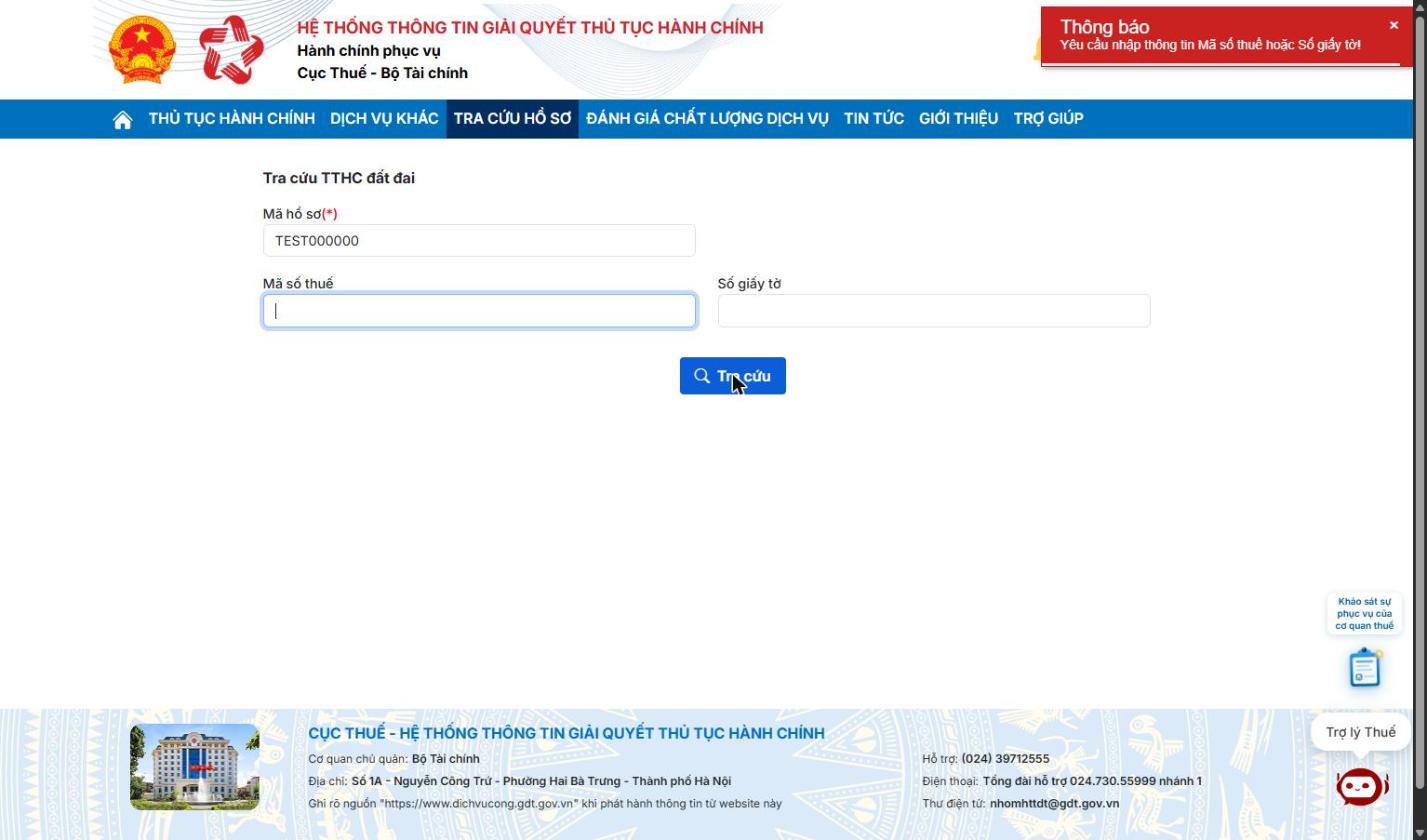 HỆ THỐNG THÔNG TIN GIẢI QUYẾT THỦ TỤC HÀNH CHÍNH
Hành chính phục vụ
Cục Thuế - Bộ Tài chính
Thông báo
×
Yêu cầu nhập thông tin Mã số thuế hoặc Số giấy tờ!
THỦ TỤC HÀNH CHÍNH DỊCH VỤ KHÁC TRA CỨU HỒ SƠ ĐÁNH GIÁ CHẤT LƯỢNG DỊCH VỤ TIN TỨC GIỚI THIỆU TRỢ GIÚP
Tra cứu TTHC đất đai
Mã hồ sơ(*)
TEST000000
Mã số thuế Số giấy tờ
Tra cứu
Khảo sát sự
phục vụ của
cơ quan thuế
CỤC THUẾ - HỆ THỐNG THÔNG TIN GIẢI QUYẾT THỦ TỤC HÀNH CHÍNH
Cơ quan chủ quản: Bộ Tài chính
Địa chỉ: Số 1A - Nguyễn Công Trứ - Phường Hai Bà Trưng - Thành phố Hà Nội
Ghi rõ nguồn "https://www.dichvucong.gdt.gov.vn" khi phát hành thông tin từ website này
Hỗ trợ: (024) 39712555
Điện thoại: Tổng đài hỗ trợ 024.730.55999 nhánh 1
Thư điện tử: nhomhttdt@gdt.gov.vn
Trợ lý Thuế